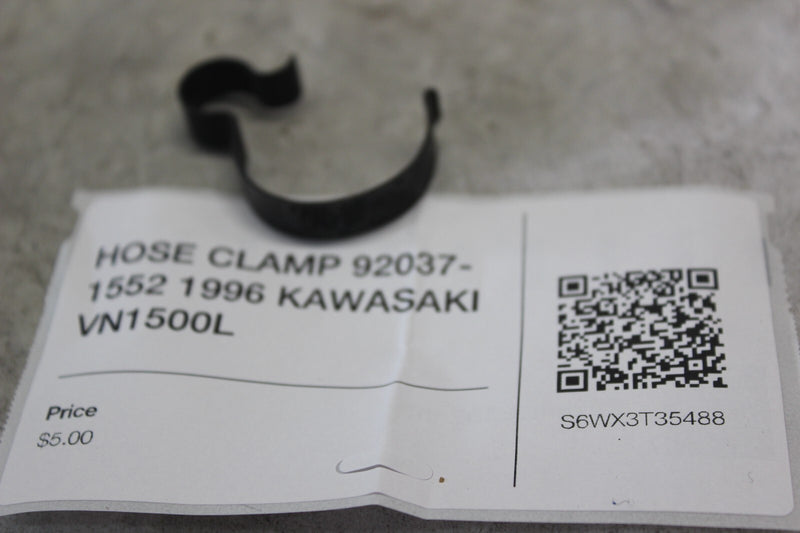 HOSE CLAMP 92037-
1552 1996 KAWASAKI
VN1500L
Price
$5.00
S6WX3T35488